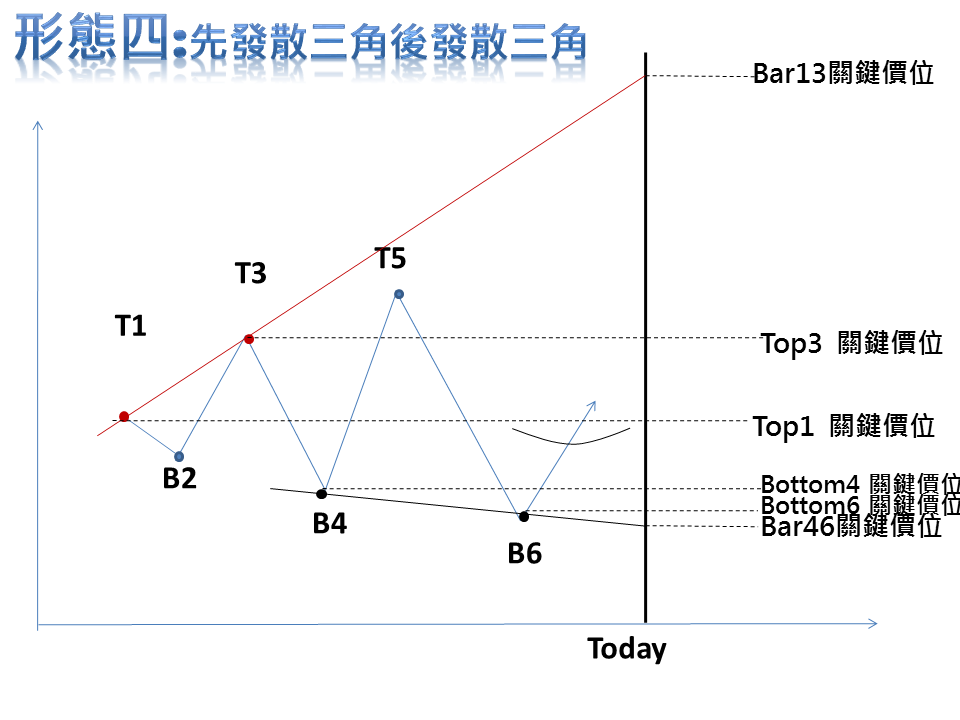 形態四:先發散三角後發散三角
Bar13關鍵價位
T5
T3
T1
Top3 關鍵價位
Top1 關鍵價位
B2
Bottom4 關鍵價位
Bottom6 關鍵價位
Bar46關鍵價位
B4
B6
Today